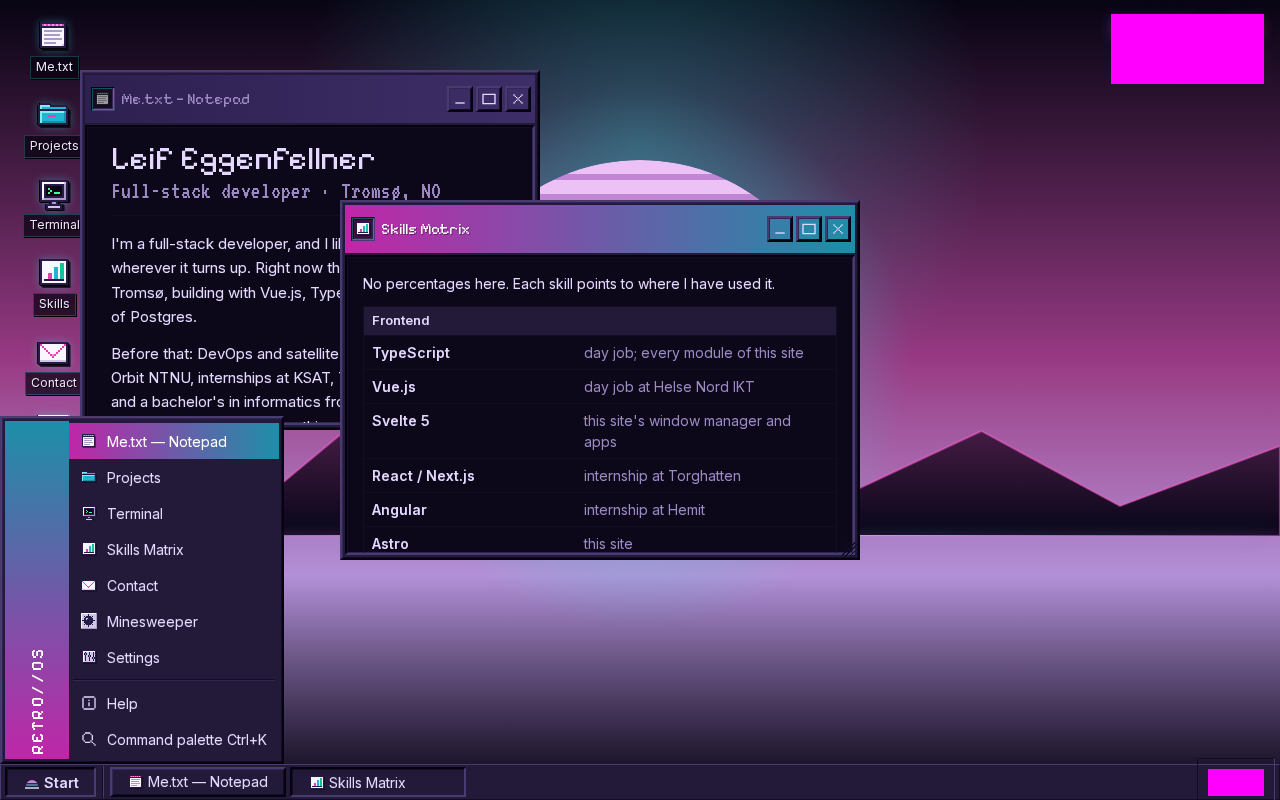 Me.txt
Projects
Terminal
Skills
Contact
Me.txt – Notepad
Leif Eggenfellner
Full-stack developer · Tromsø, NO
I'm a full-stack developer, and I
wherever it turns up. Right now
Tromsø, building with Vue.js,
of Postgres.
Before that: DevOps and satellite
Orbit NTNU, internships at KSAT,
and a bachelor's in informatics
Skills Matrix
No percentages here. Each skill points to where I have used it.
Frontend
TypeScript day job; every module of this site
Vue.js day job at Helse Nord IKT
Svelte 5 this site's window manager and
apps
React / Next.js internship at Torghatten
Angular internship at Hemit
Astro this site
RETRO//OS
Me.txt — Notepad
Projects
Terminal
Skills Matrix
Contact
Minesweeper
Settings
Help
Command palette Ctrl+K
Start
Me.txt — Notepad
Skills Matrix